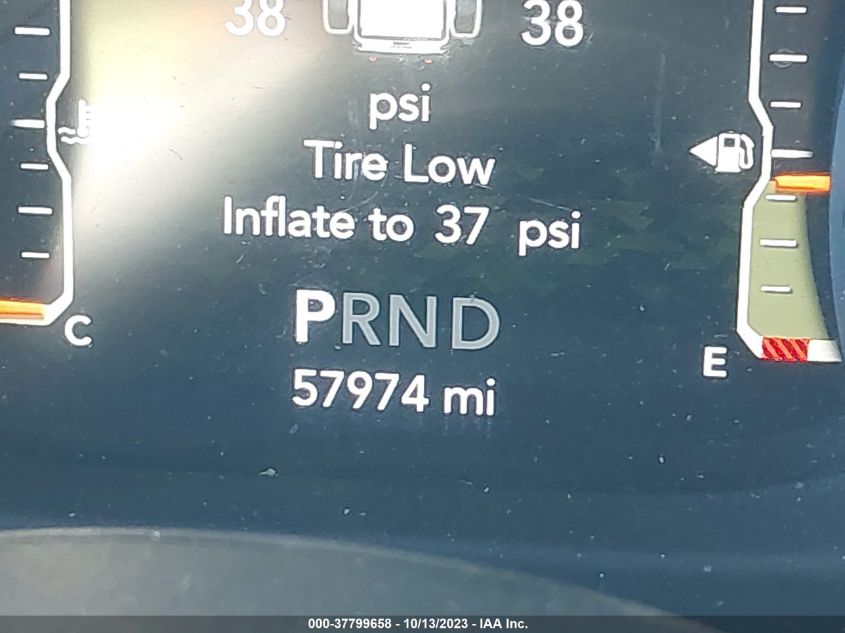 38 38
psi
Tire Low
Inflate to 37 psi
PRND
C
E
57974 mi
000-37799658 - 10/13/2023 - IAA Inc.